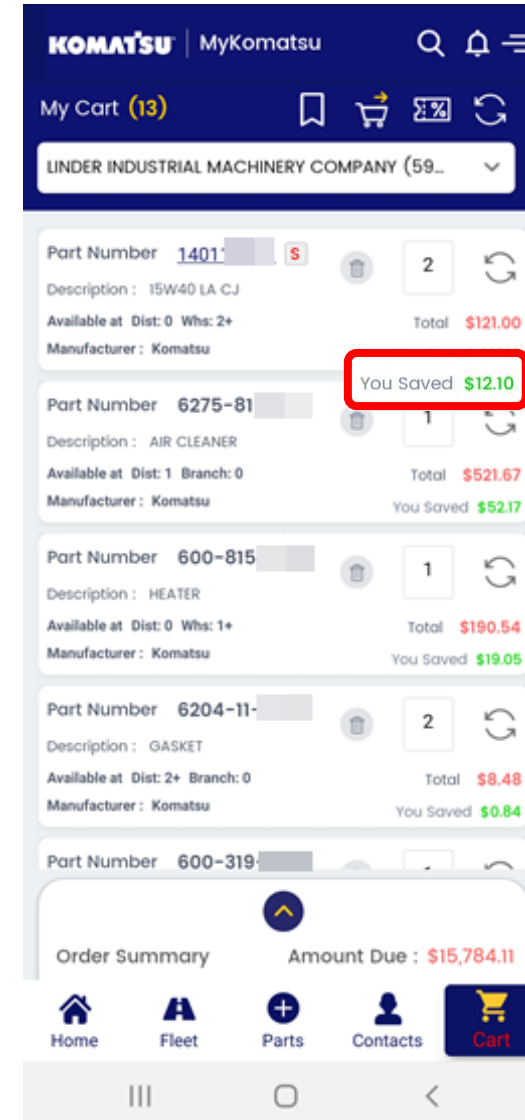 KOMATSU MyKomatsu
My Cart (13)
LINDER INDUSTRIAL MACHINERY COMPANY (59...
Part Number 1401 S 2
Description : 15W40 LA CJ
Available at Dist: 0 Whs: 2+ Total $121.00
Manufacturer : Komatsu
You Saved $12.10
Part Number 6275-81 1
Description : AIR CLEANER
Available at Dist: 1 Branch: 0 Total $521.67
Manufacturer : Komatsu You Saved $52.17
Part Number 600-815 1
Description : HEATER
Available at Dist: 0 Whs: 1+ Total $190.54
Manufacturer : Komatsu You Saved $19.05
Part Number 6204-11- 2
Description : GASKET
Available at Dist: 2+ Branch: 0 Total $8.48
Manufacturer : Komatsu You Saved $0.84
Part Number 600-319-
Order Summary Amount Due : $15,784.11
Home Fleet Parts Contacts Cart